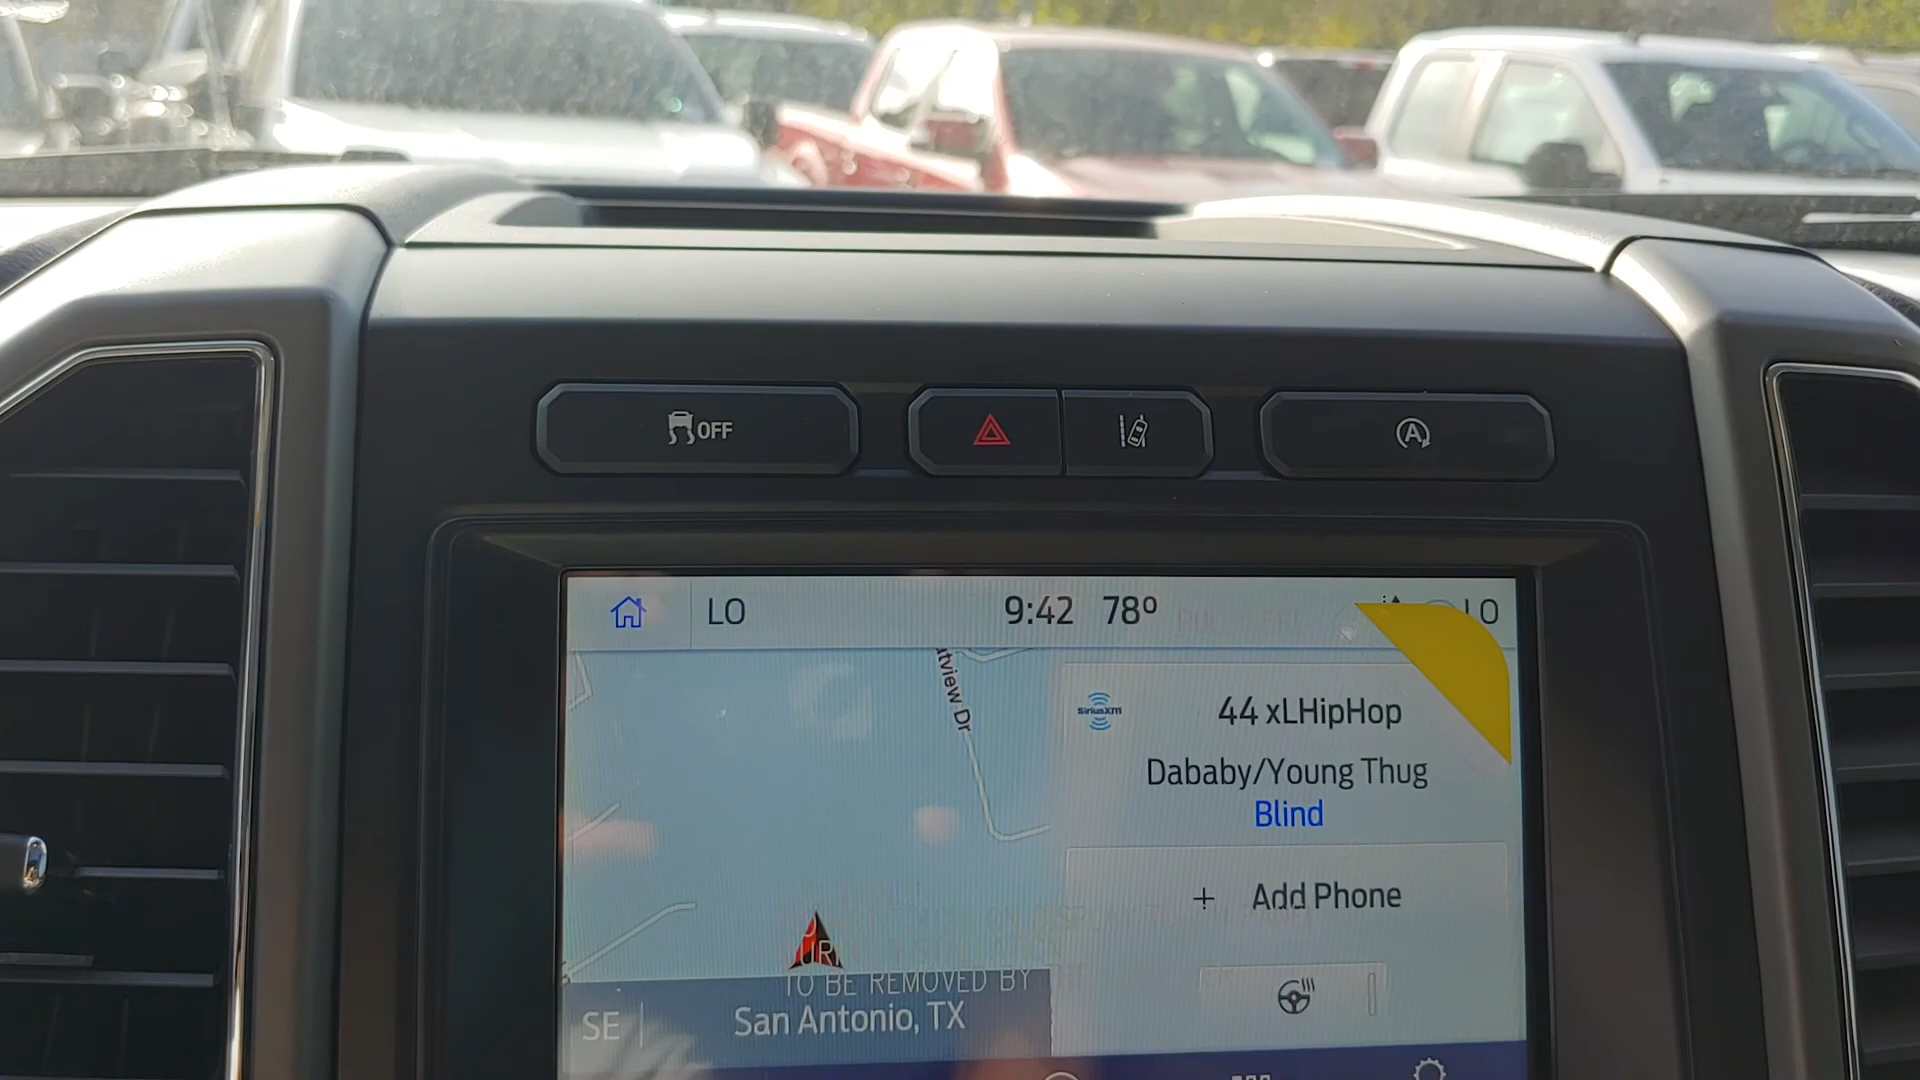 OFF
A
LO 9:42 78° LO
tview Dr
SiriusXM 44 xLHipHop
Dababy/Young Thug
Blind
+ Add Phone
TO BE REMOVED BY
SE San Antonio, TX